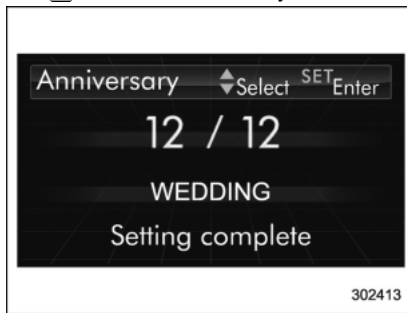 Anniversary Select SET Enter
12 / 12
WEDDING
Setting complete
302413